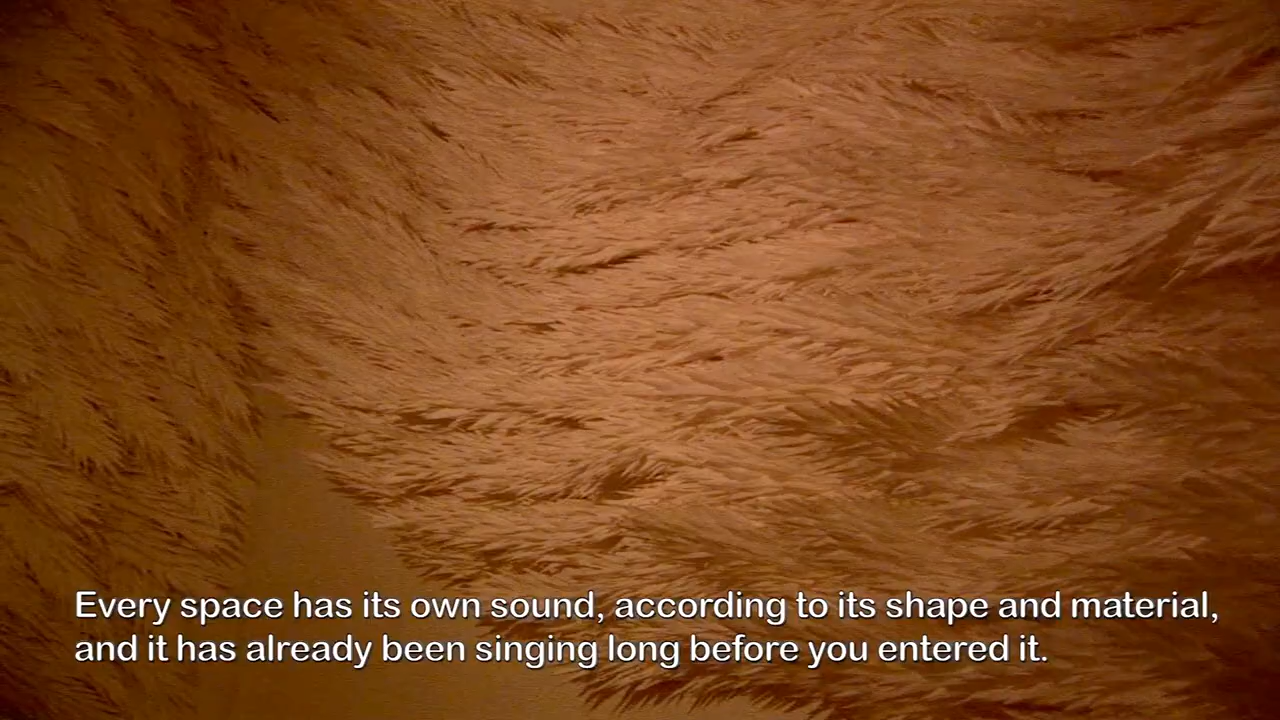 Every space has its own sound, according to its shape and material,
and it has already been singing long before you entered it.